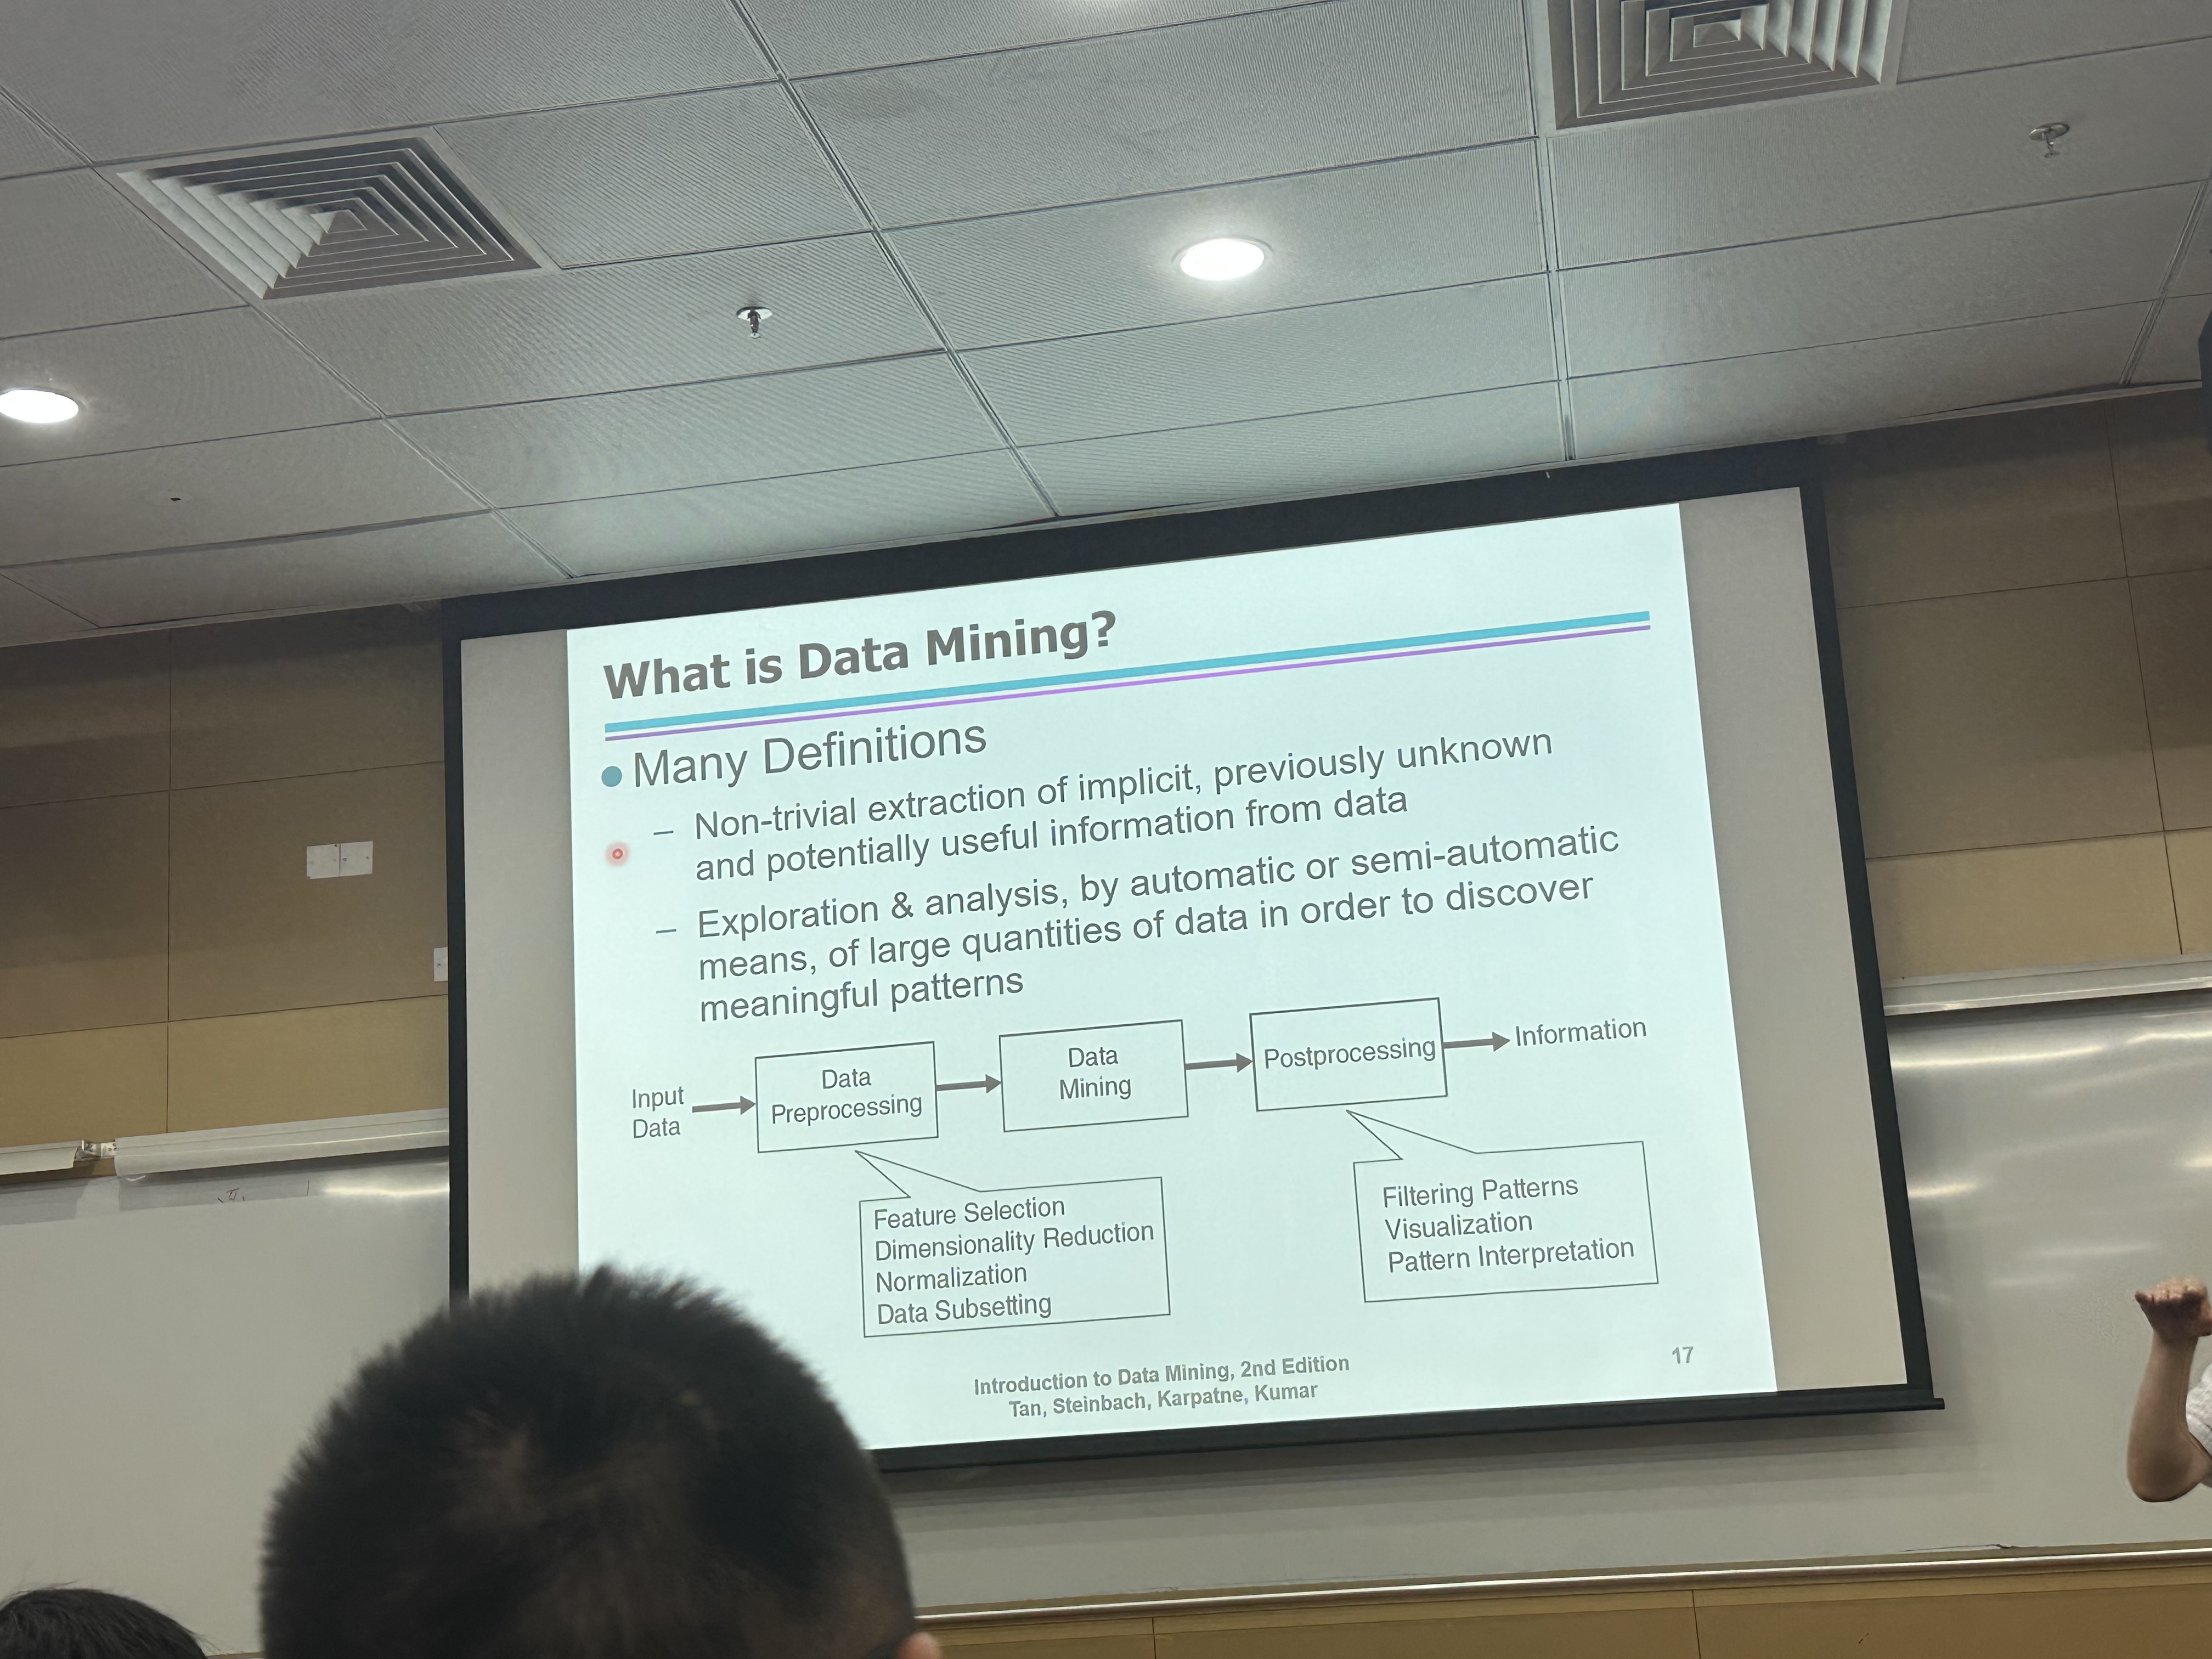 What is Data Mining?
● Many Definitions
– Non-trivial extraction of implicit, previously unknown
and potentially useful information from data
– Exploration & analysis, by automatic or semi-automatic
means, of large quantities of data in order to discover
meaningful patterns
Input
Data
Data
Preprocessing
Data
Mining
Postprocessing
Information
Feature Selection
Dimensionality Reduction
Normalization
Data Subsetting
Filtering Patterns
Visualization
Pattern Interpretation
Introduction to Data Mining, 2nd Edition
Tan, Steinbach, Karpatne, Kumar
17